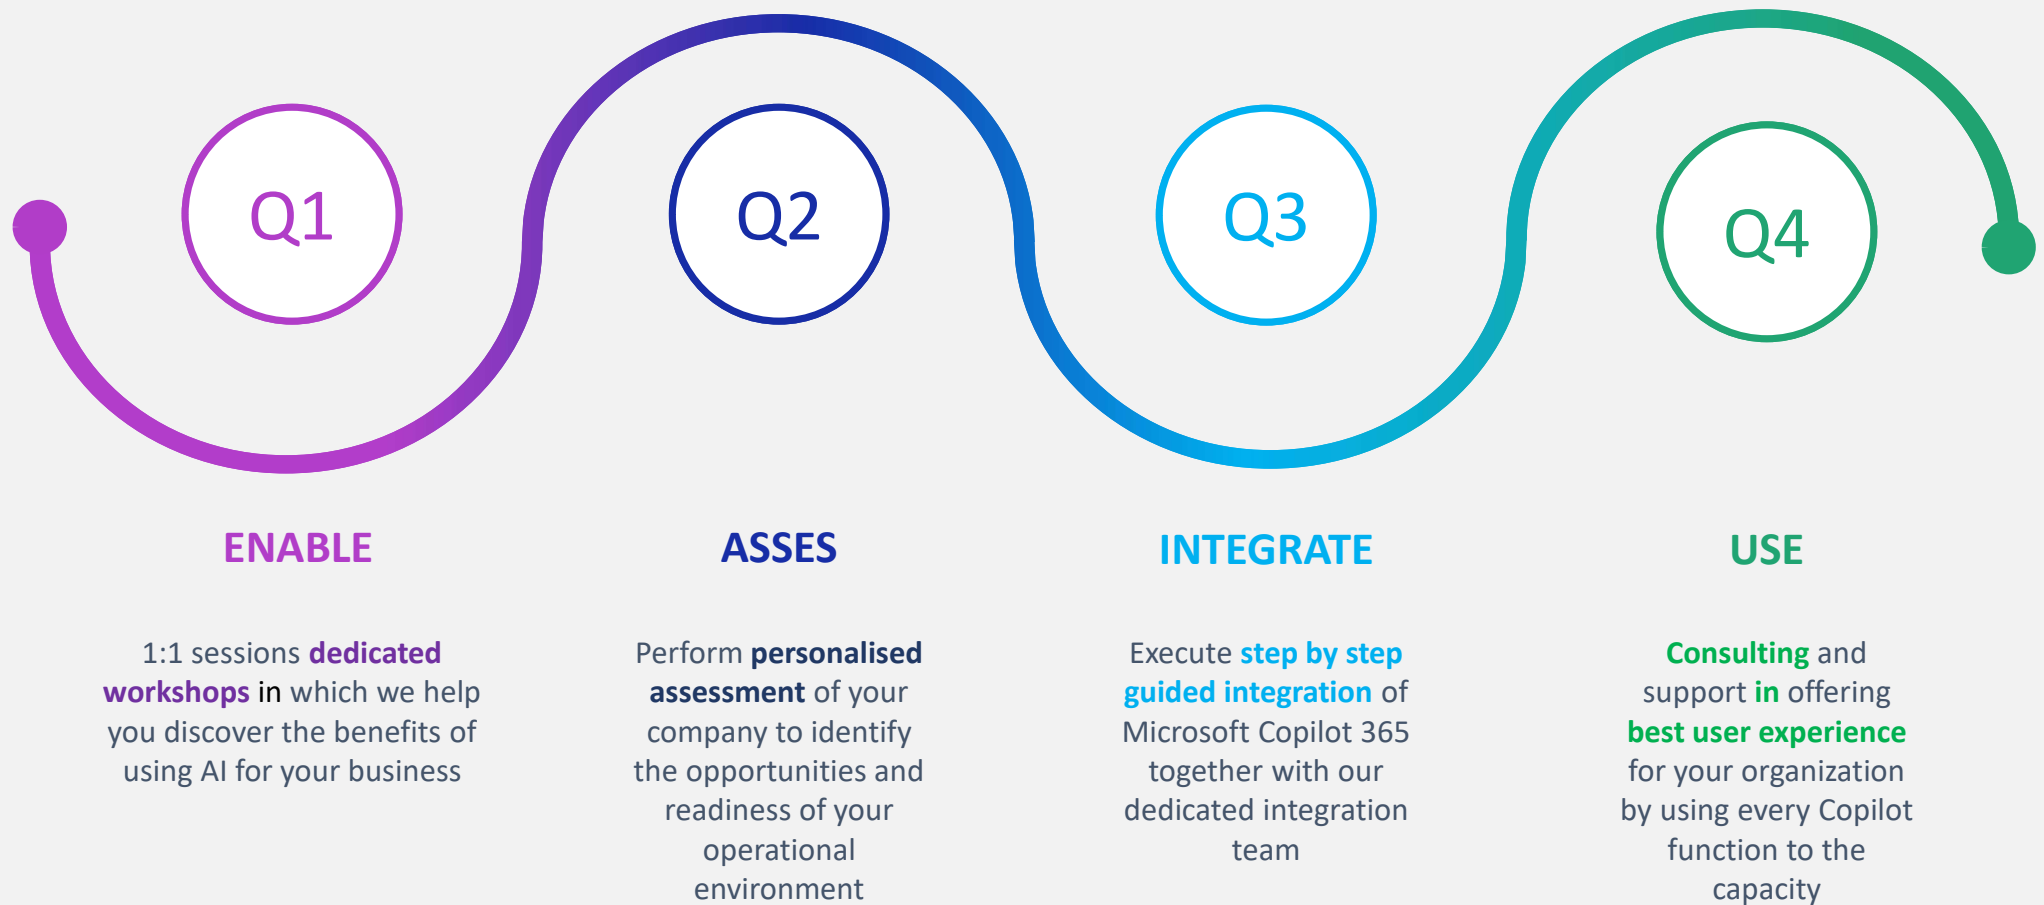 Q1
Q2
Q3
Q4
ENABLE
1:1 sessions dedicated
workshops in which we help
you discover the benefits of
using AI for your business
ASSES
Perform personalised
assessment of your
company to identify
the opportunities and
readiness of your
operational
environment
INTEGRATE
Execute step by step
guided integration of
Microsoft Copilot 365
together with our
dedicated integration
team
USE
Consulting and
support in offering
best user experience
for your organization
by using every Copilot
function to the
capacity